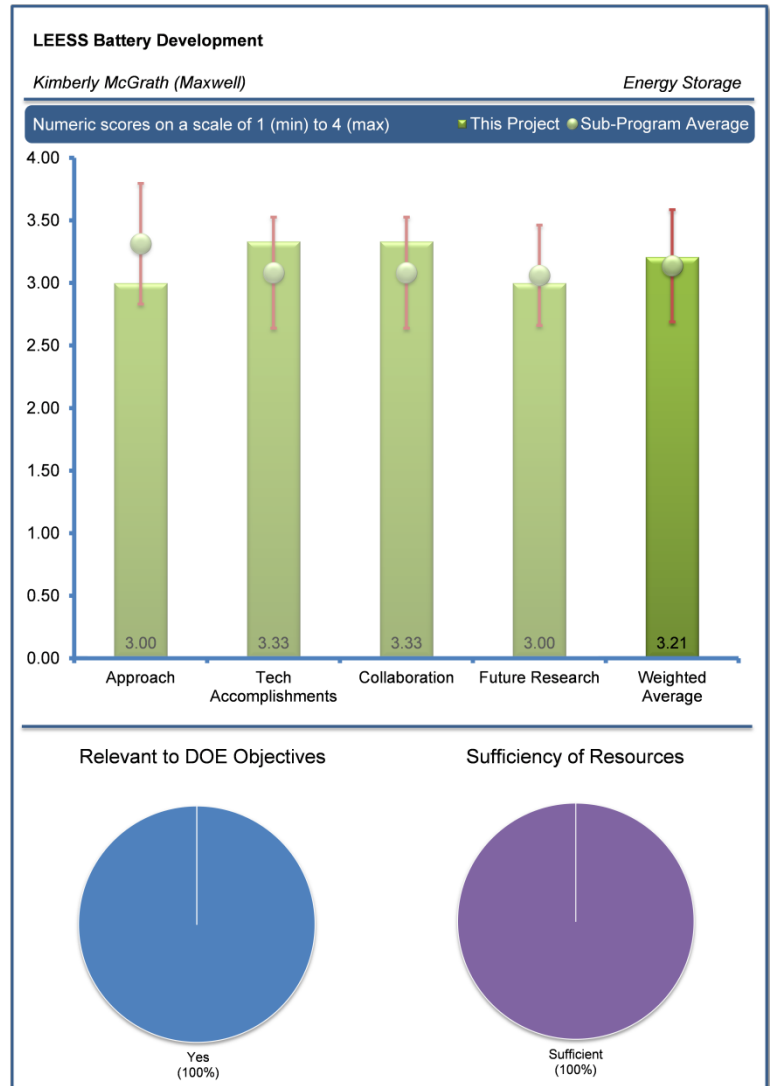 LEESS Battery Development
Kimberly McGrath (Maxwell) Energy Storage
Numeric scores on a scale of 1 (min) to 4 (max) This Project Sub-Program Average
4.00
3.50
3.00
2.50
2.00
1.50
1.00
0.50
0.00
3.00 3.33 3.33 3.00 3.21
Approach Tech Collaboration Future Research Weighted
Accomplishments Average
Relevant to DOE Objectives Sufficiency of Resources
Yes Sufficient
(100%) (100%)